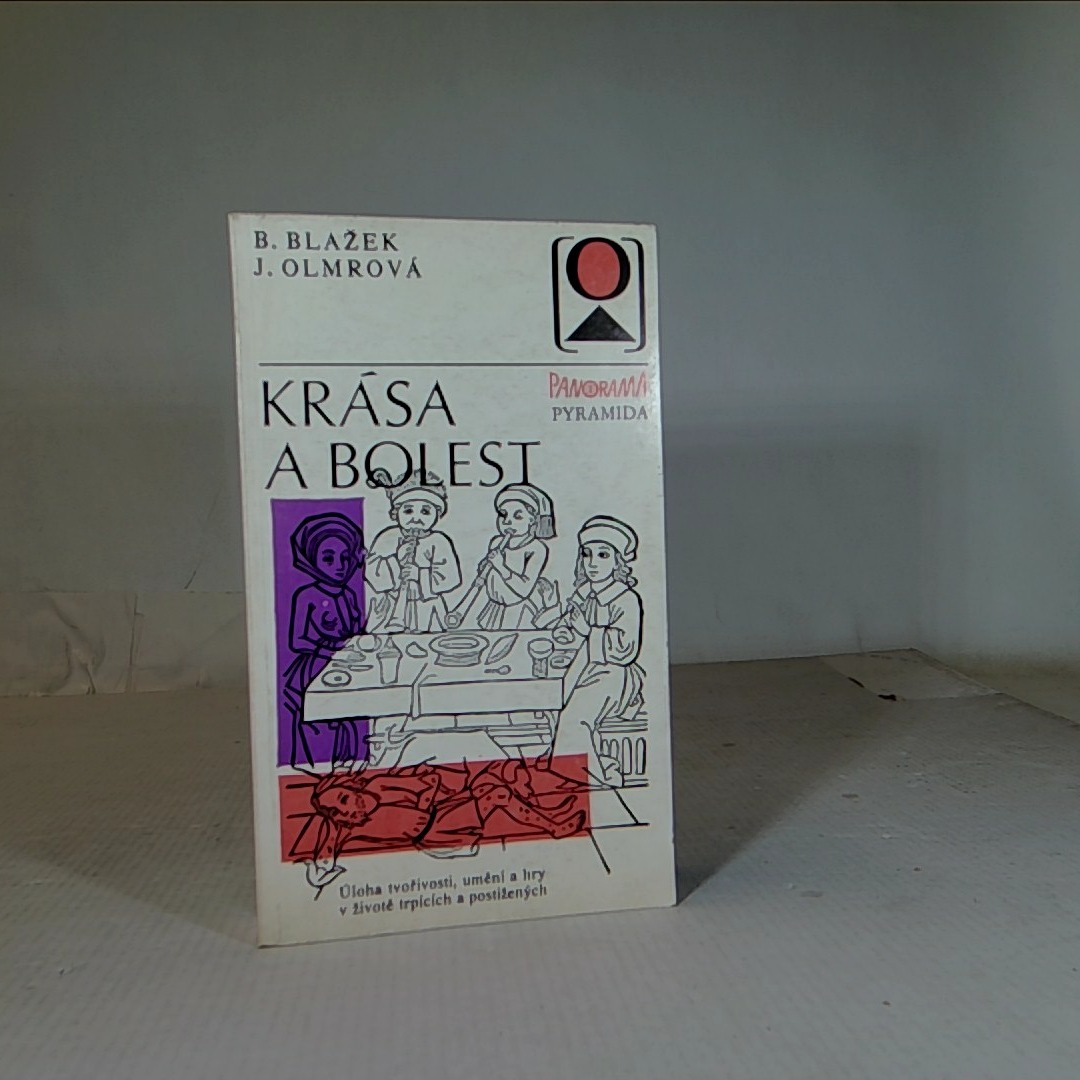 B. BLAŽEK
J. OLMROVÁ
KRÁSA
A BOLEST
PANORAMA
PYRAMIDA
Úloha tvořivosti, umění a hry
v životě trpících a postižených